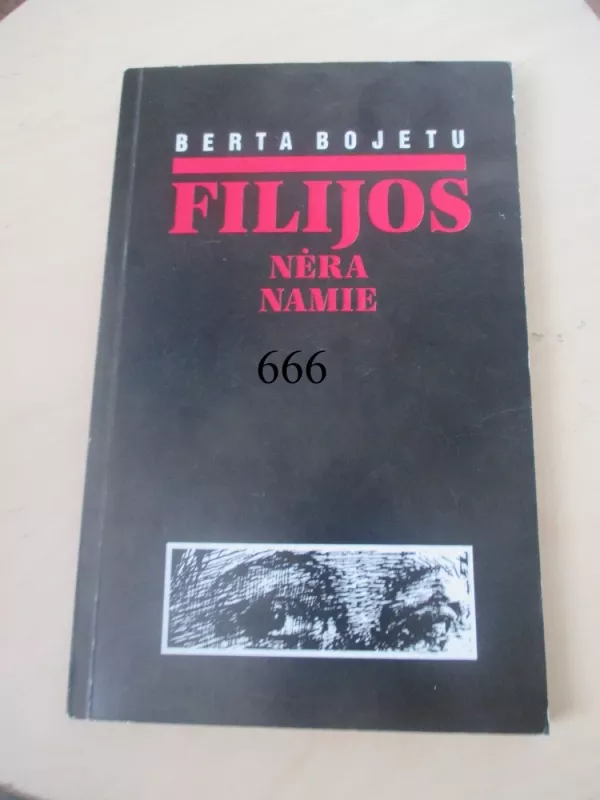 BERTA BOJETU
FILIJOS
NĖRA
NAMIE
666